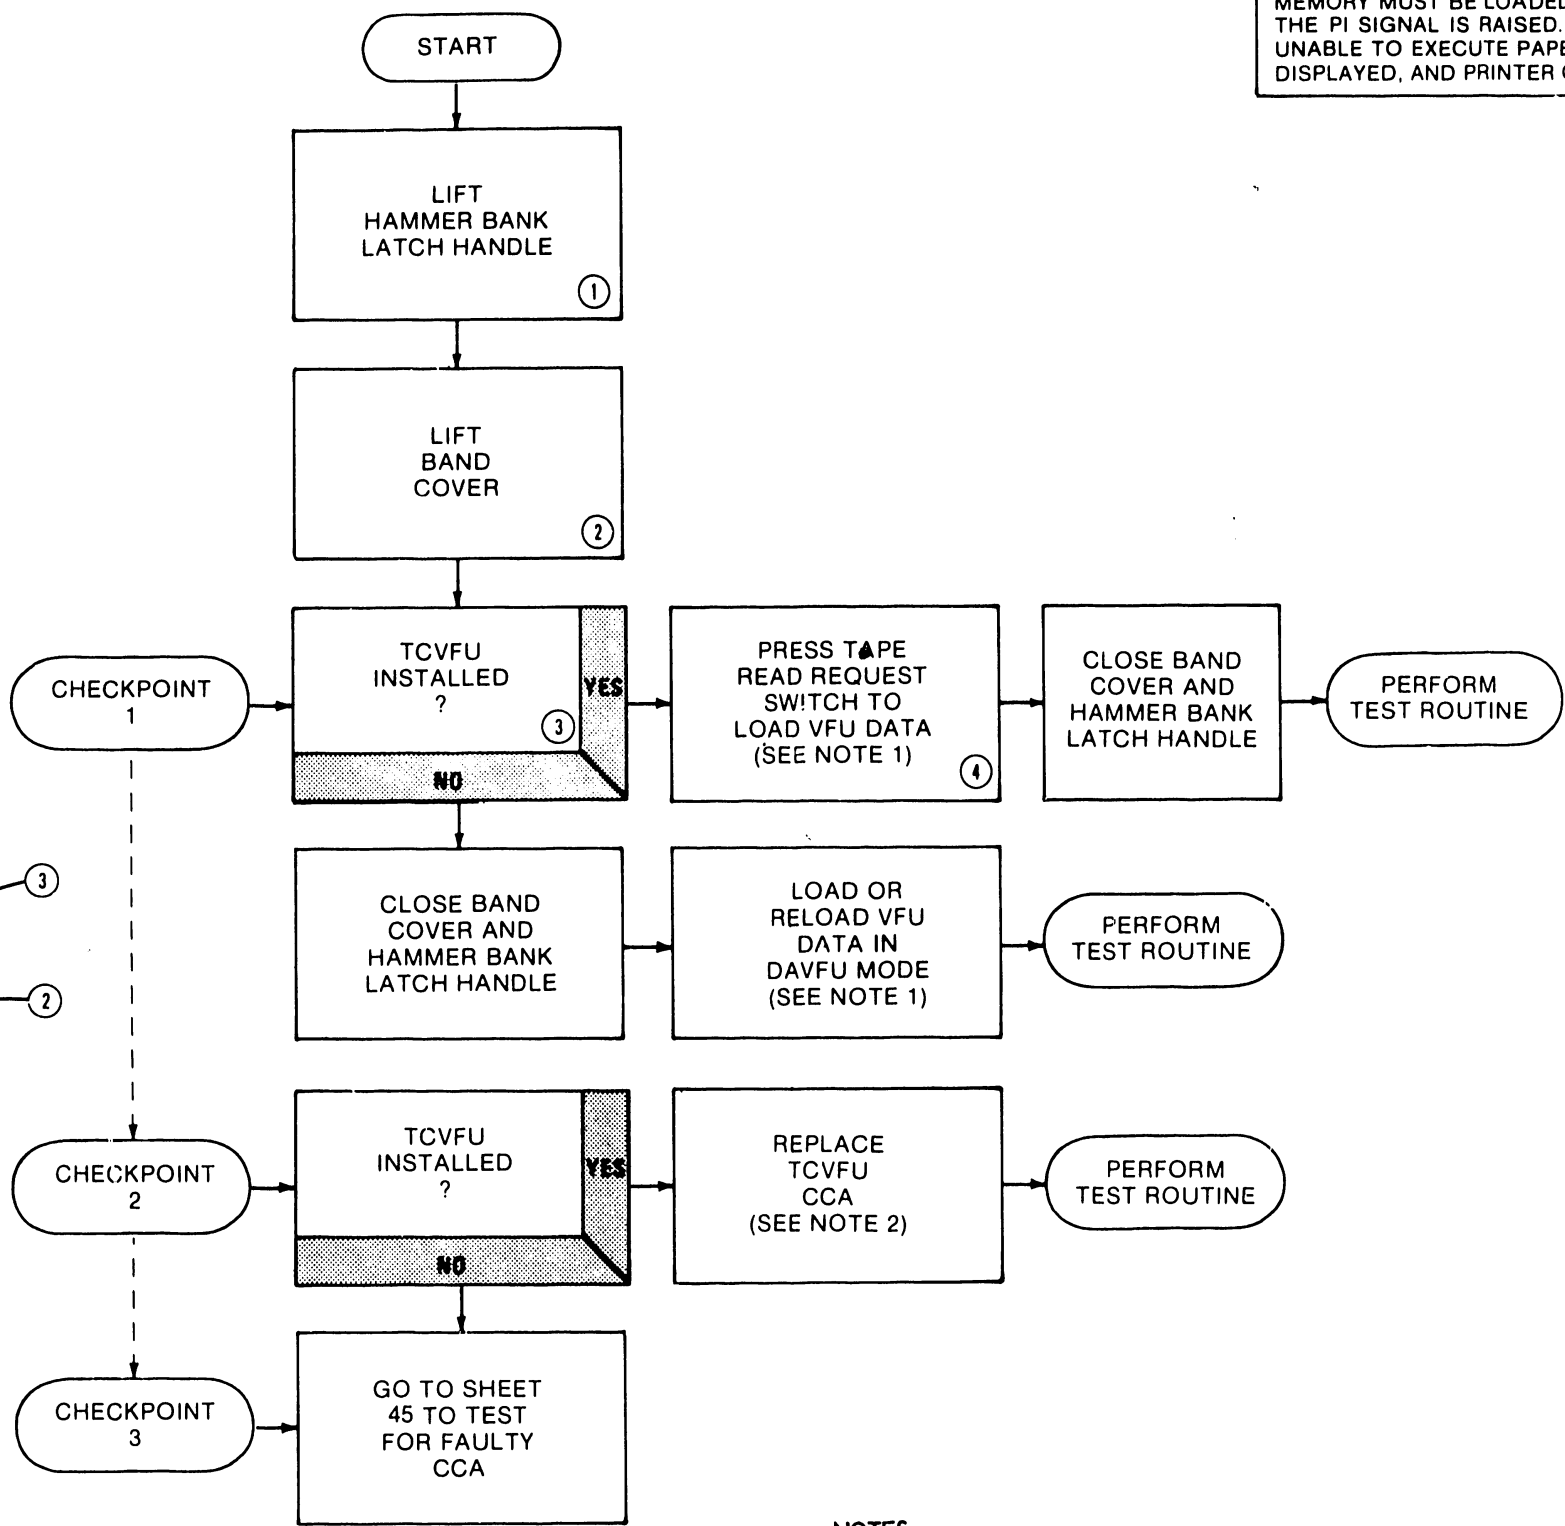 MEMORY MUST BE LOADED
THE PI SIGNAL IS RAISED.
UNABLE TO EXECUTE
DISPLAYED, AND PRINTER
START
LIFT
HAMMER BANK
LATCH HANDLE
1
LIFT
BAND
COVER
2
CHECKPOINT
1
TCVFU
INSTALLED
?
3
YES
NO
PRESS TAPE
READ REQUEST
SWITCH TO
LOAD VFU DATA
(SEE NOTE 1)
4
CLOSE BAND
COVER AND
HAMMER BANK
LATCH HANDLE
PERFORM
TEST ROUTINE
3
2
CLOSE BAND
COVER AND
HAMMER BANK
LATCH HANDLE
LOAD OR
RELOAD VFU
DATA IN
DAVFU MODE
(SEE NOTE 1)
PERFORM
TEST ROUTINE
CHECKPOINT
2
TCVFU
INSTALLED
?
YES
NO
REPLACE
TCVFU
CCA
(SEE NOTE 2)
PERFORM
TEST ROUTINE
CHECKPOINT
3
GO TO SHEET
45 TO TEST
FOR FAULTY
CCA
NOTES